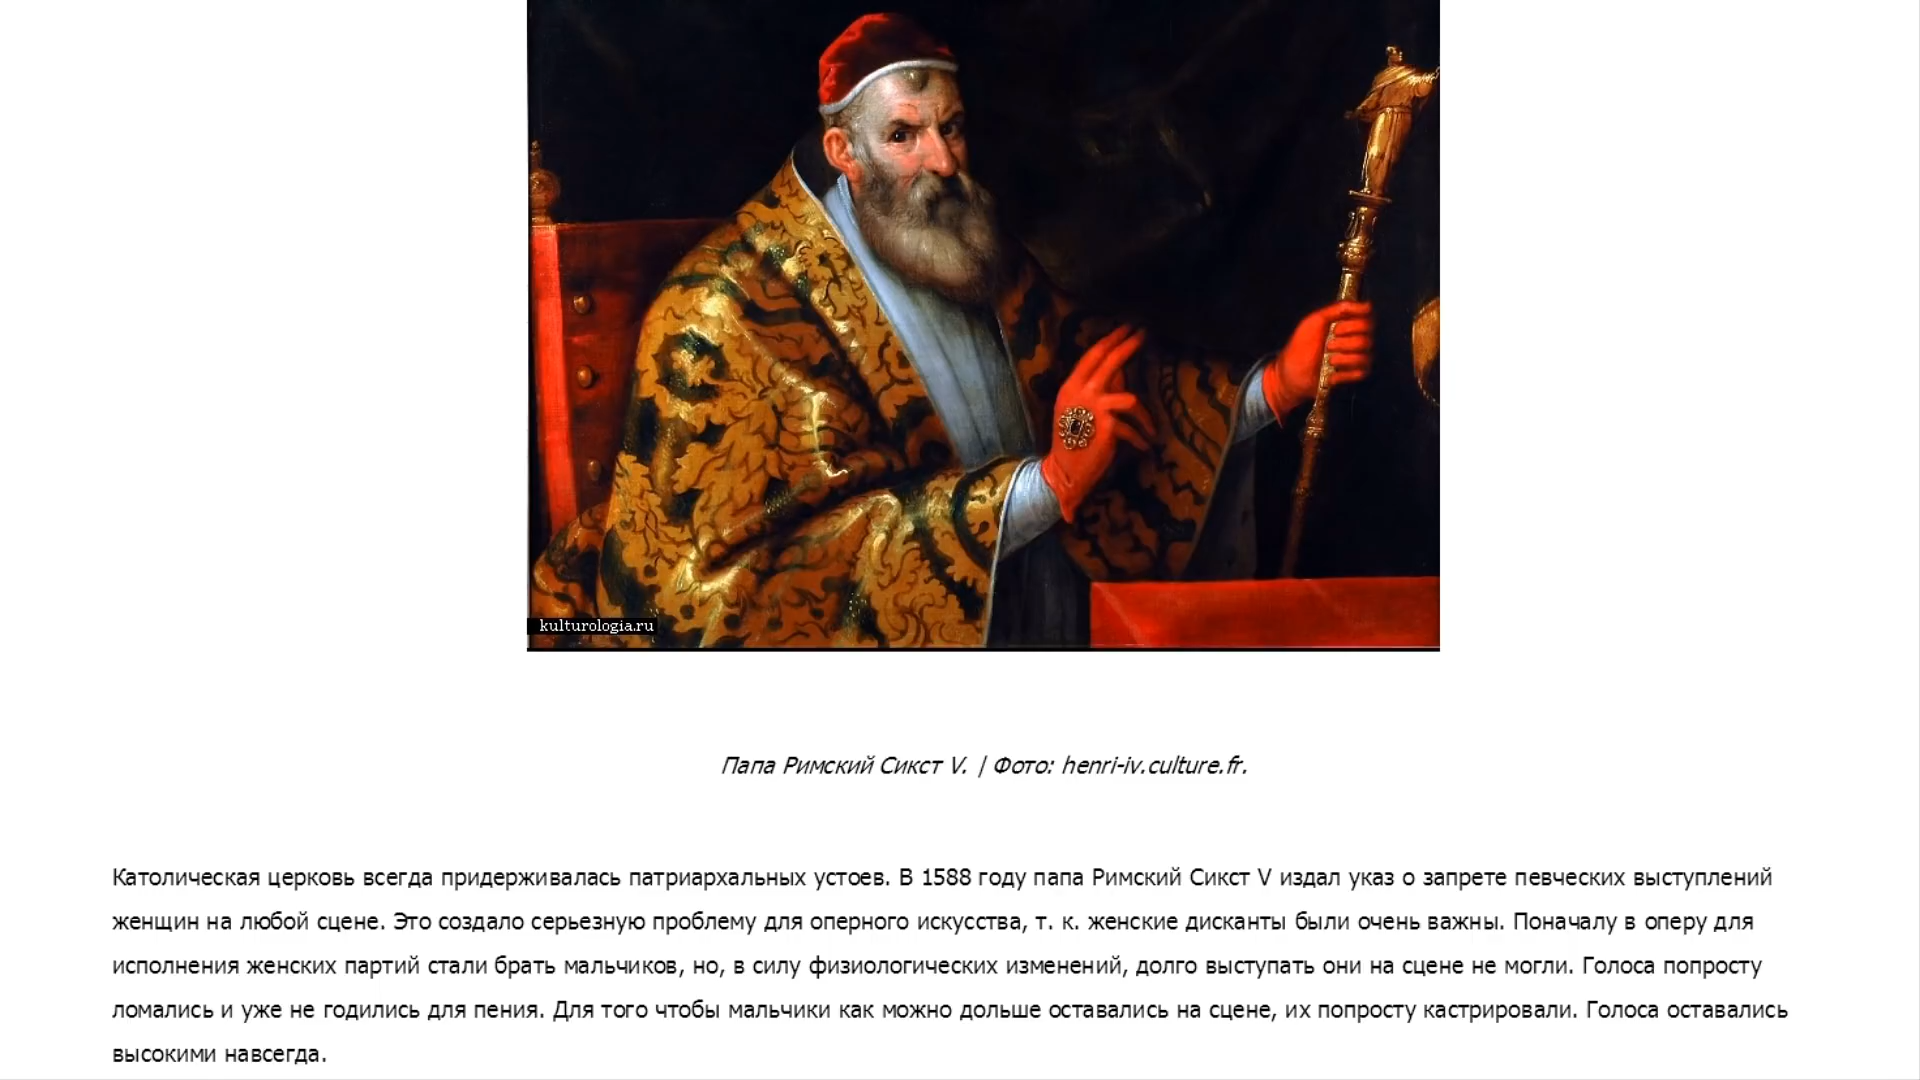 kulturologia.ru
Папа Римский Сикст V. | Фото: henri-iv.culture.fr.
Католическая церковь всегда придерживалась патриархальных устоев. В 1588 году папа Римский Сикст V издал указ о запрете певческих выступлений
женщин на любой сцене. Это создало серьезную проблему для оперного искусства, т. к. женские дисканты были очень важны. Поначалу в оперу для
исполнения женских партий стали брать мальчиков, но, в силу физиологических изменений, долго выступать они на сцене не могли. Голоса попросту
ломались и уже не годились для пения. Для того чтобы мальчики как можно дольше оставались на сцене, их попросту кастрировали. Голоса оставались
высокими навсегда.